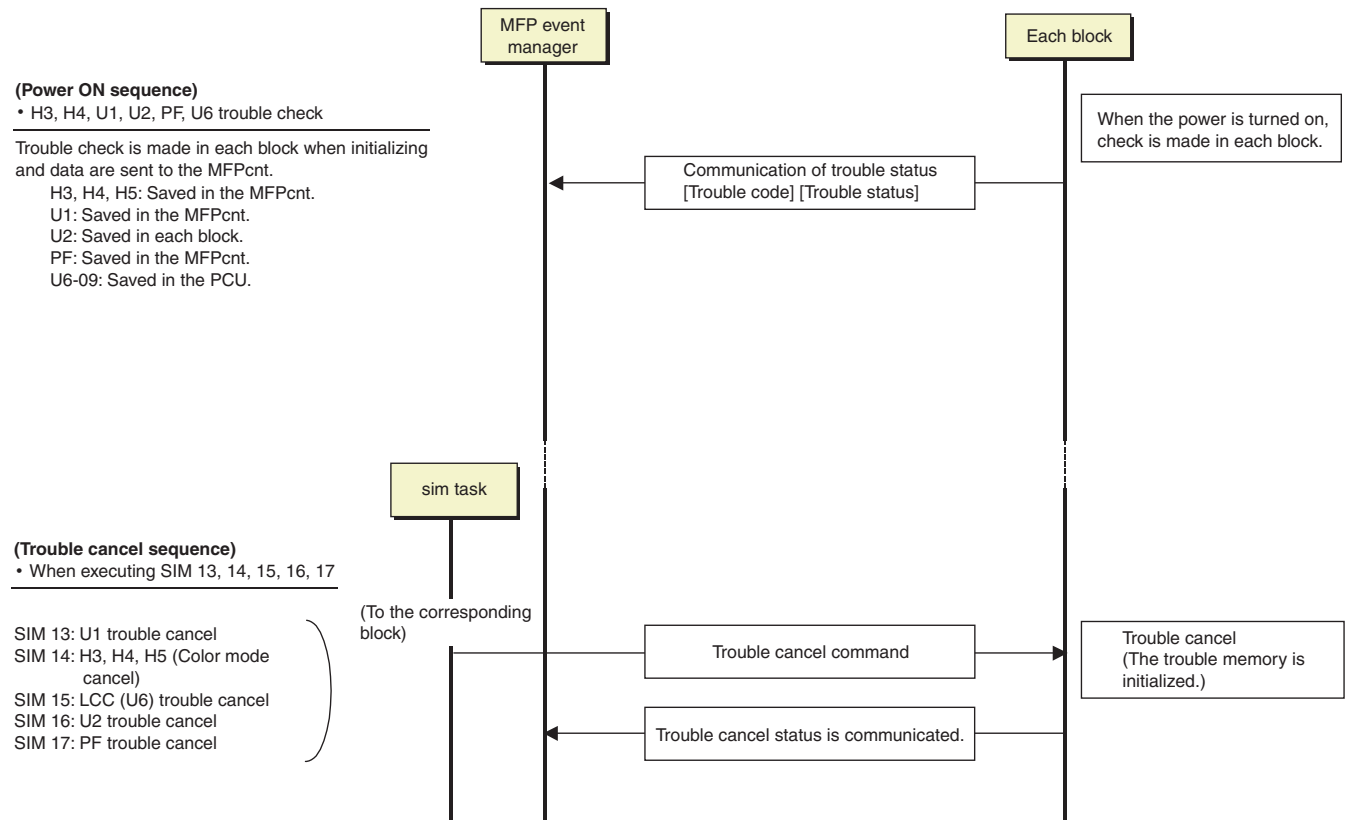 MFP event
manager
Each block
(Power ON sequence)
• H3, H4, U1, U2, PF, U6 trouble check
Trouble check is made in each block when initializing
and data are sent to the MFPcnt.
H3, H4, H5: Saved in the MFPcnt.
U1: Saved in the MFPcnt.
U2: Saved in each block.
PF: Saved in the MFPcnt.
U6-09: Saved in the PCU.
When the power is turned on,
check is made in each block.
Communication of trouble status
[Trouble code] [Trouble status]
sim task
(Trouble cancel sequence)
• When executing SIM 13, 14, 15, 16, 17
SIM 13: U1 trouble cancel
SIM 14: H3, H4, H5 (Color mode
cancel)
SIM 15: LCC (U6) trouble cancel
SIM 16: U2 trouble cancel
SIM 17: PF trouble cancel
(To the corresponding
block)
Trouble cancel command
Trouble cancel
(The trouble memory is
initialized.)
Trouble cancel status is communicated.